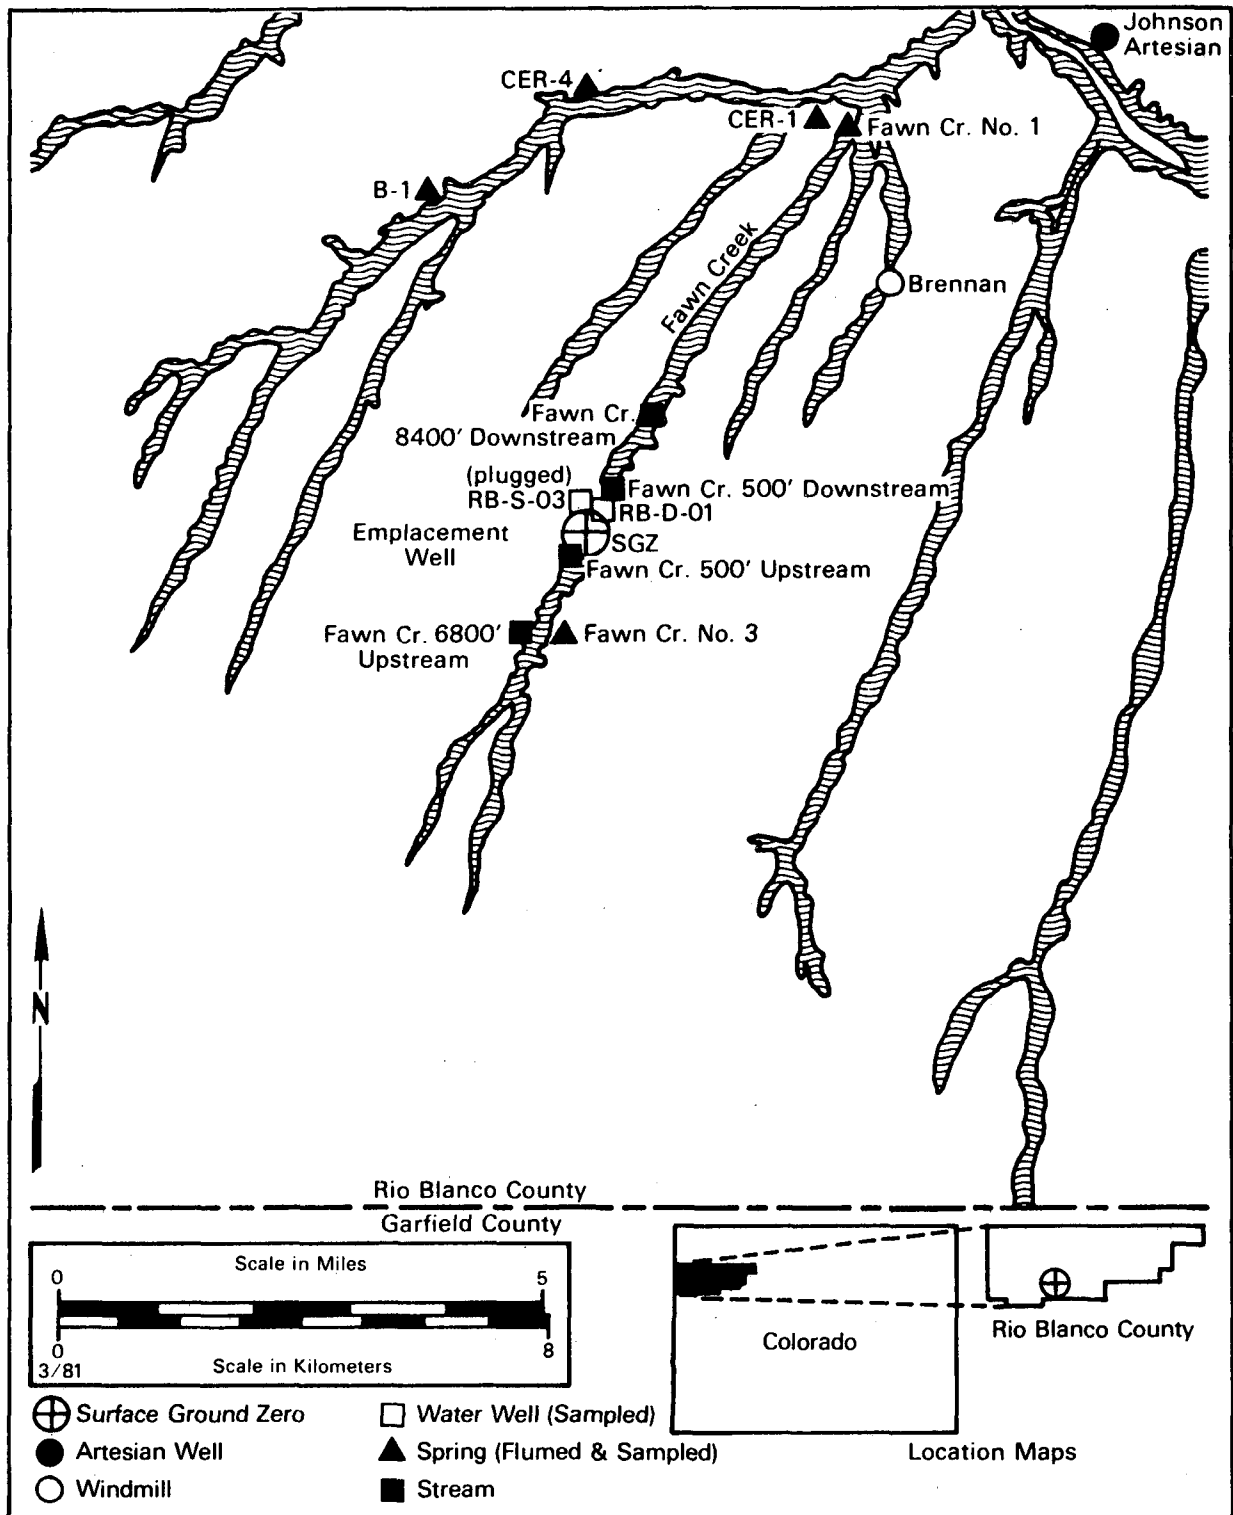 Johnson
Artesian
CER-4
CER-1
Fawn Cr. No. 1
B-1
Fawn Creek
Brennan
Fawn Cr.
8400' Downstream
(plugged)
RB-S-03
Fawn Cr. 500' Downstream
RB-D-01
Emplacement
Well
SGZ
Fawn Cr. 500' Upstream
Fawn Cr. 6800'
Upstream
Fawn Cr. No. 3
N
Rio Blanco County
Garfield County
Scale in Miles
0 5
0 8
3/81
Scale in Kilometers
Colorado
Rio Blanco County
Location Maps
Surface Ground Zero
Artesian Well
Windmill
Water Well (Sampled)
Spring (Flumed & Sampled)
Stream